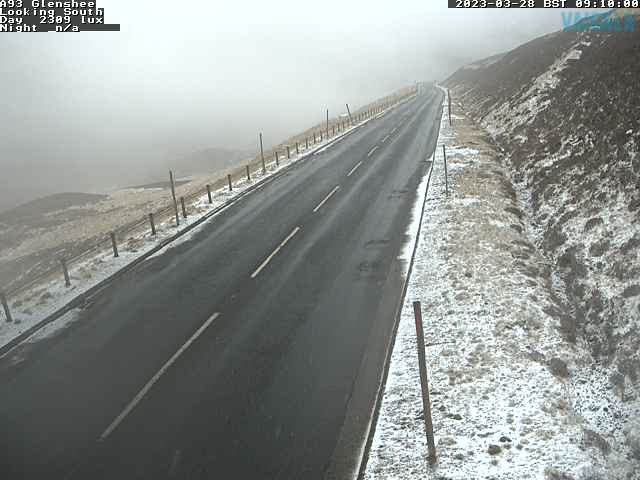 A93 Glenshee
Looking South
Day 2309 lux
Night n/a
2023-03-28 BST 09:10:00
VAISALA